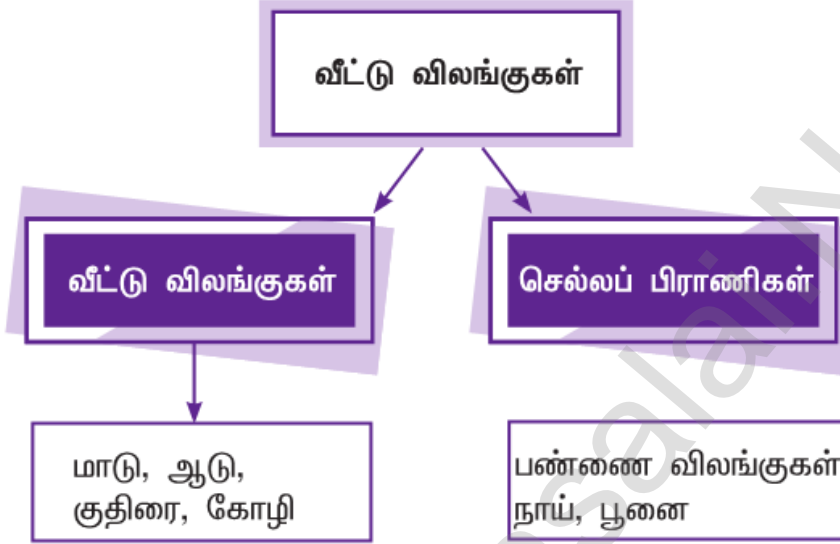 வீட்டு விலங்குகள்
வீட்டு விலங்குகள்
செல்லப் பிராணிகள்
மாடு, ஆடு,
குதிரை, கோழி
பண்ணை விலங்குகள்
நாய், பூனை